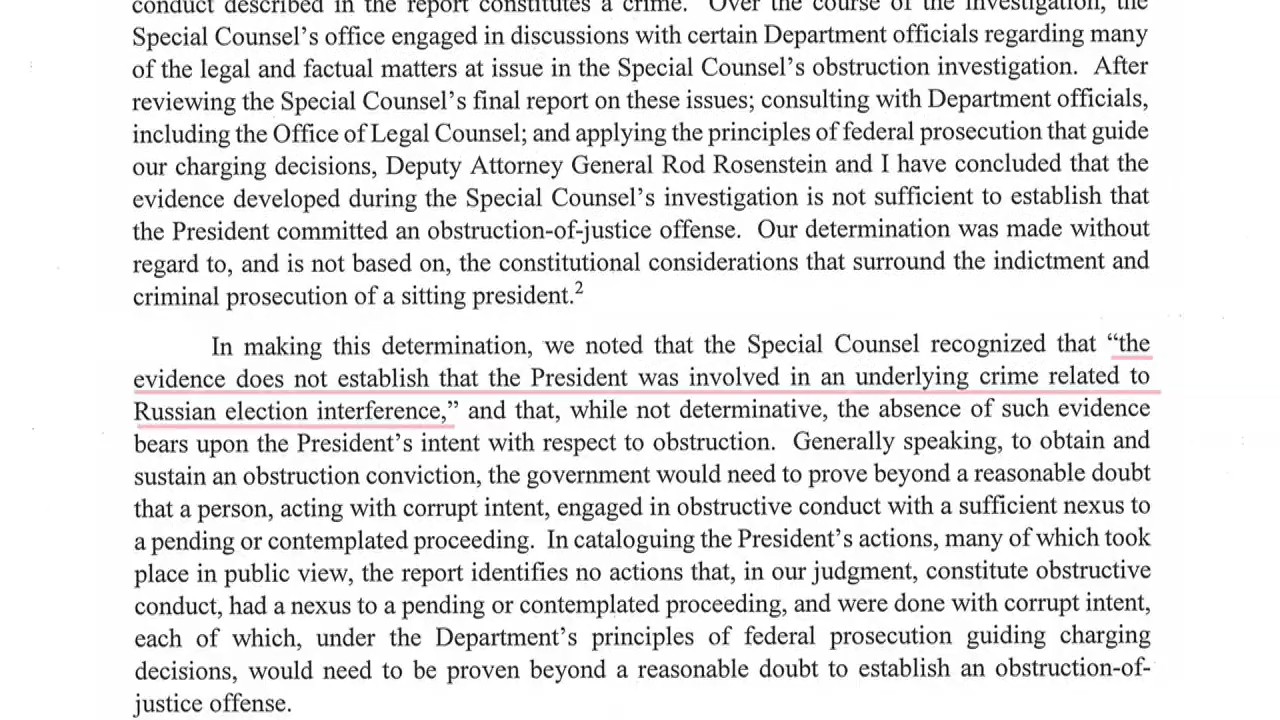 conduct described in the report constitutes a crime. Over the course of the investigation, the
Special Counsel's office engaged in discussions with certain Department officials regarding many
of the legal and factual matters at issue in the Special Counsel's obstruction investigation. After
reviewing the Special Counsel's final report on these issues; consulting with Department officials,
including the Office of Legal Counsel; and applying the principles of federal prosecution that guide
our charging decisions, Deputy Attorney General Rod Rosenstein and I have concluded that the
evidence developed during the Special Counsel's investigation is not sufficient to establish that
the President committed an obstruction-of-justice offense. Our determination was made without
regard to, and is not based on, the constitutional considerations that surround the indictment and
criminal prosecution of a sitting president.2
In making this determination, we noted that the Special Counsel recognized that “the
evidence does not establish that the President was involved in an underlying crime related to
Russian election interference,” and that, while not determinative, the absence of such evidence
bears upon the President's intent with respect to obstruction. Generally speaking, to obtain and
sustain an obstruction conviction, the government would need to prove beyond a reasonable doubt
that a person, acting with corrupt intent, engaged in obstructive conduct with a sufficient nexus to
a pending or contemplated proceeding. In cataloguing the President's actions, many of which took
place in public view, the report identifies no actions that, in our judgment, constitute obstructive
conduct, had a nexus to a pending or contemplated proceeding, and were done with corrupt intent,
each of which, under the Department's principles of federal prosecution guiding charging
decisions, would need to be proven beyond a reasonable doubt to establish an obstruction-of-
justice offense.